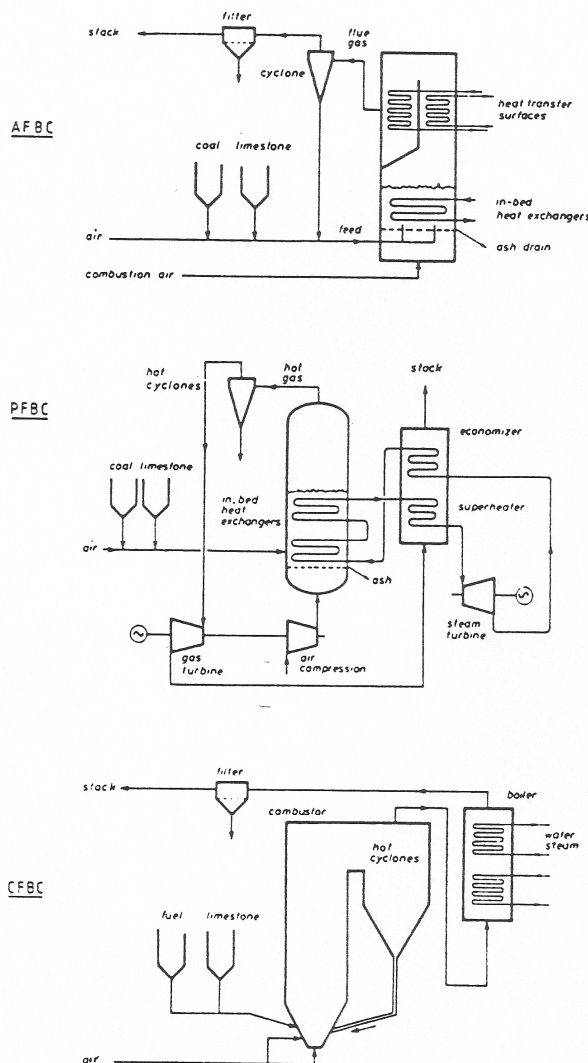 filter
stack
flue
gas
cyclone
AFBC
heat transfer
surfaces
coal limestone
in-bed
heat exchangers
air
feed
ash drain
combustion air
hot
cyclones
hot
gas
stack
PFBC
economizer
coal limestone
in-bed
heat
exchangers
superheater
air
ash
steam
turbine
gas
turbine
air
compression
filter
stack
boiler
combustor
water
steam
hot
cyclones
CFBC
fuel limestone
air